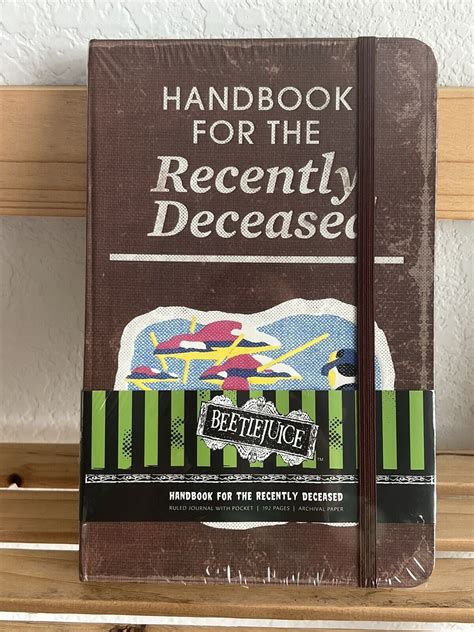 HANDBOOK
FOR THE
Recently
Deceased
BEETLEJUICE
TM
HANDBOOK FOR THE RECENTLY DECEASED
RULED JOURNAL WITH POCKET | 192 PAGES | ARCHIVAL PAPER